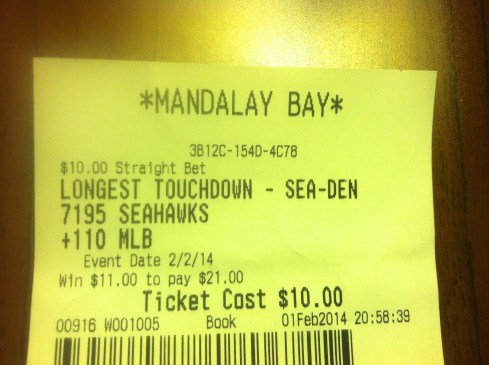 *MANDALAY BAY*
3B12C-154D-4C78
$10.00 Straight Bet
LONGEST TOUCHDOWN - SEA-DEN
7195 SEAHAWKS
+110 MLB
Event Date 2/2/14
Win $11.00 to pay $21.00
Ticket Cost $10.00
00916 W001005 Book 01Feb2014 20:58:39